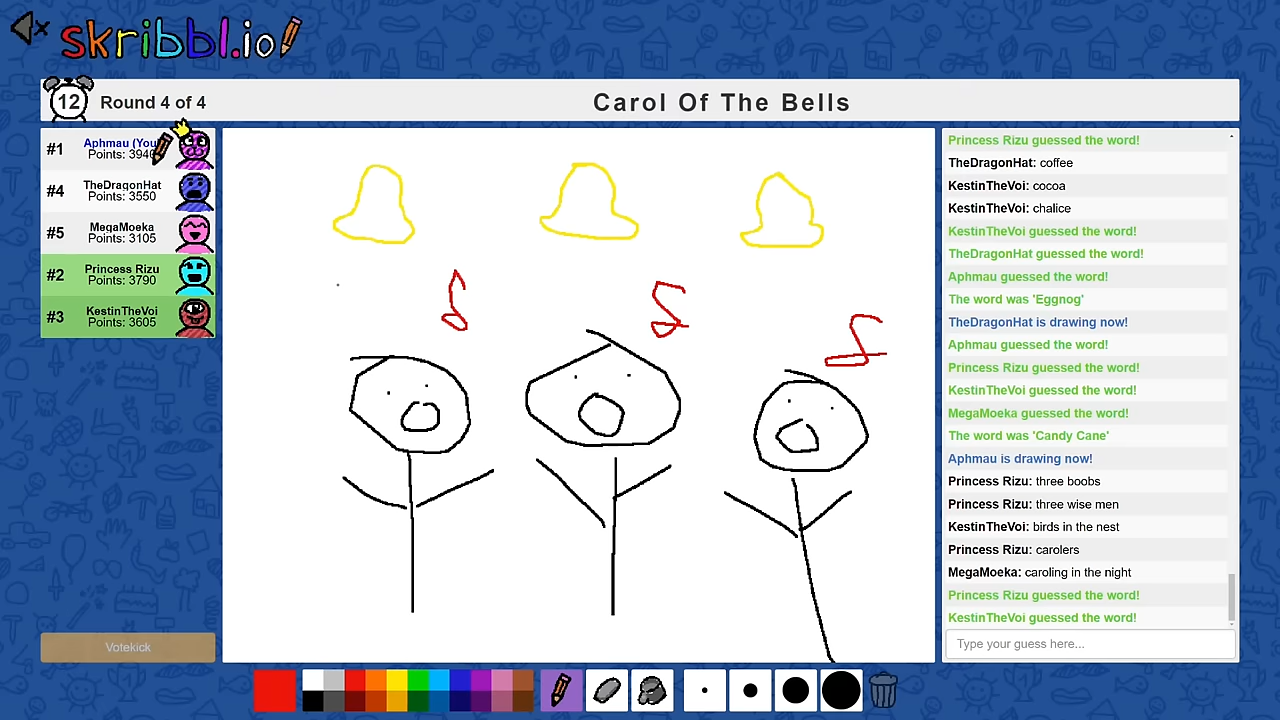 skribbl.io
12
Round 4 of 4
Carol Of The Bells
#1
Aphmau (You
Points: 3940
#4
TheDragonHat
Points: 3550
#5
MegaMoeka
Points: 3105
#2
Princess Rizu
Points: 3790
#3
KestinTheVoi
Points: 3605
Votekick
Princess Rizu guessed the word!
TheDragonHat: coffee
KestinTheVoi: cocoa
KestinTheVoi: chalice
KestinTheVoi guessed the word!
TheDragonHat guessed the word!
Aphmau guessed the word!
The word was 'Eggnog'
TheDragonHat is drawing now!
Aphmau guessed the word!
Princess Rizu guessed the word!
KestinTheVoi guessed the word!
MegaMoeka guessed the word!
The word was 'Candy Cane'
Aphmau is drawing now!
Princess Rizu: three boobs
Princess Rizu: three wise men
KestinTheVoi: birds in the nest
Princess Rizu: carolers
MegaMoeka: caroling in the night
Princess Rizu guessed the word!
KestinTheVoi guessed the word!
Type your guess here...